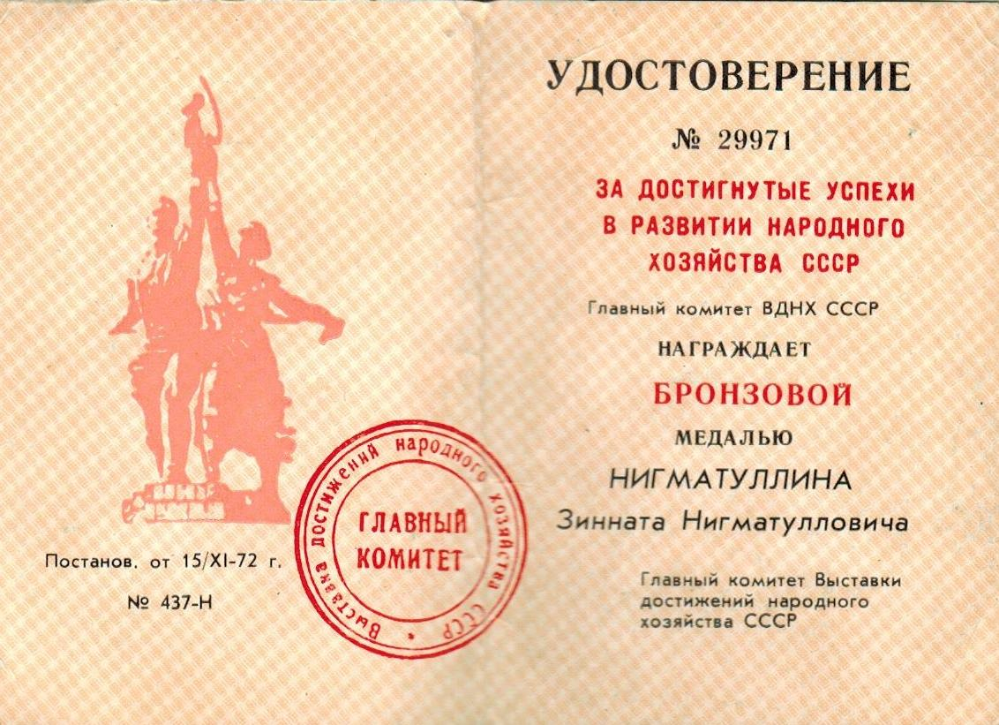 Постанов. от 15/XI-72 г.
№ 437-Н
Выставка достижений народного хозяйства СССР
ГЛАВНЫЙ
КОМИТЕТ
УДОСТОВЕРЕНИЕ
№ 29971
ЗА ДОСТИГНУТЫЕ УСПЕХИ
В РАЗВИТИИ НАРОДНОГО
ХОЗЯЙСТВА СССР
Главный комитет ВДНХ СССР
НАГРАЖДАЕТ
БРОНЗОВОЙ
МЕДАЛЬЮ
НИГМАТУЛЛИНА
Зинната Нигматулловича
Главный комитет Выставки
достижений народного
хозяйства СССР